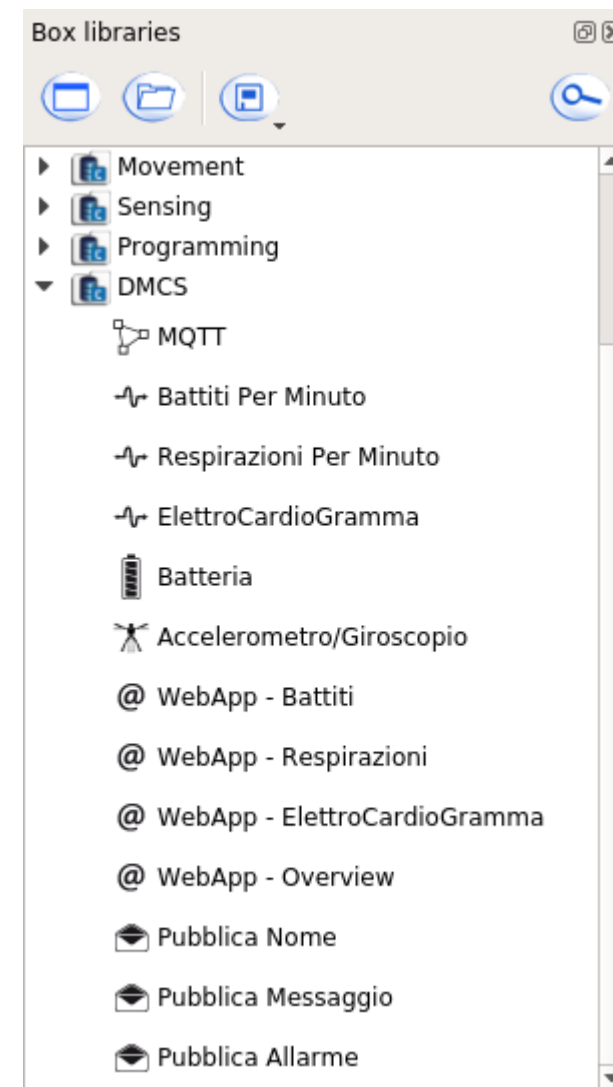 Box libraries
Movement
Sensing
Programming
DMCS
MQTT
Battiti Per Minuto
Respirazioni Per Minuto
ElettroCardioGramma
Batteria
Accelerometro/Giroscopio
@ WebApp - Battiti
@ WebApp - Respirazioni
@ WebApp - ElettroCardioGramma
@ WebApp - Overview
Pubblica Nome
Pubblica Messaggio
Pubblica Allarme